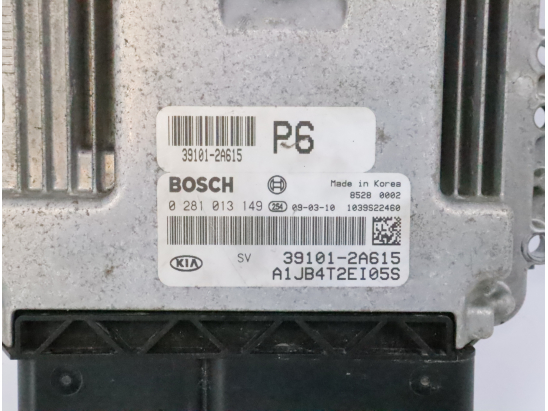 P6
39101-2A615
BOSCH Made in Korea
8528 0002
0 281 013 149 254 09-03-10 1039S22460
KIA SV 39101-2A615
A1JB4T2EI05S